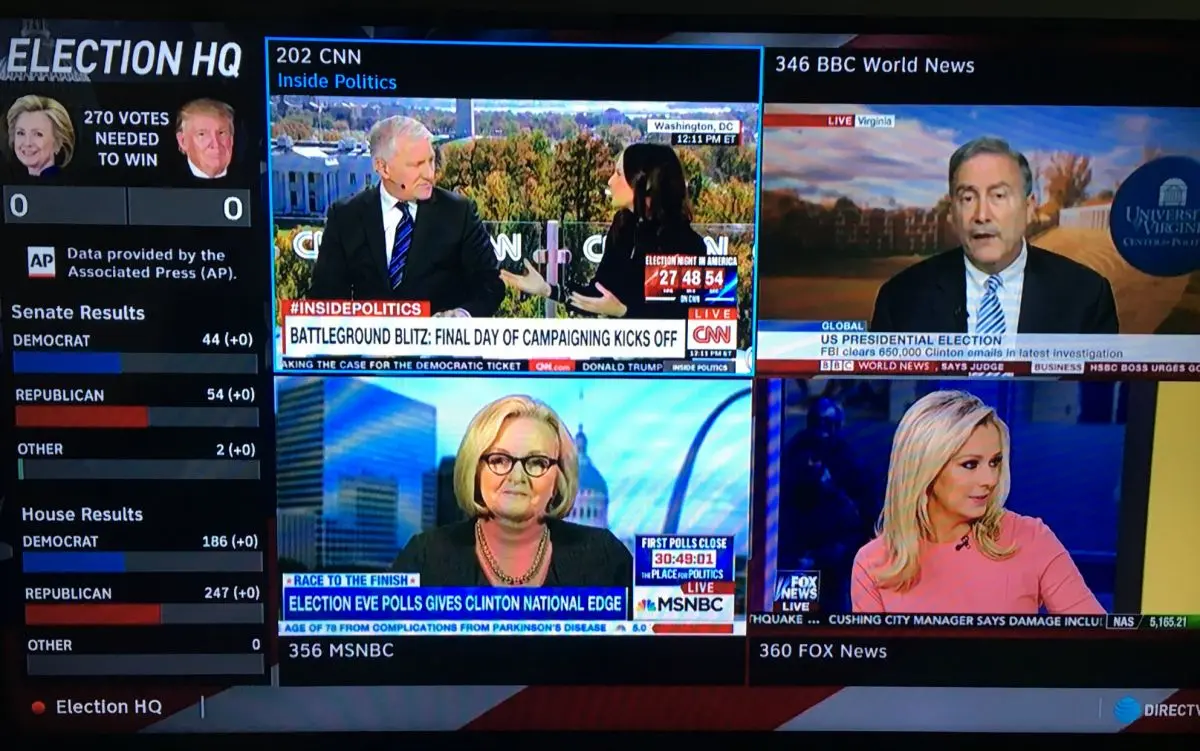 ELECTION HQ
270 VOTES
NEEDED
TO WIN
0
0
AP
Data provided by the
Associated Press (AP).
Senate Results
DEMOCRAT 44 (+0)
REPUBLICAN 54 (+0)
OTHER 2 (+0)
House Results
DEMOCRAT 186 (+0)
REPUBLICAN 247 (+0)
OTHER 0
202 CNN
Inside Politics
Washington, DC
12:11 PM ET
ELECTION NIGHT IN AMERICA
27 48 54
ON CNN
#INSIDEPOLITICS
LIVE
BATTLEGROUND BLITZ: FINAL DAY OF CAMPAIGNING KICKS OFF
CNN
12:11 PM ET
AKING THE CASE FOR THE DEMOCRATIC TICKET CNN.com DONALD TRUMP INSIDE POLITICS
346 BBC World News
LIVE Virginia
UNIVERSITY
VIRGINIA
CENTER
GLOBAL
US PRESIDENTIAL ELECTION
FBI clears 650,000 Clinton emails in latest investigation
BBC WORLD NEWS , SAYS JUDGE BUSINESS HSBC BOSS URGES
FIRST POLLS CLOSE
30:49:01
THE PLACE FOR POLITICS
RACE TO THE FINISH
LIVE
ELECTION EVE POLLS GIVES CLINTON NATIONAL EDGE
MSNBC
AGE OF 78 FROM COMPLICATIONS FROM PARKINSON'S DISEASE 5.0
356 MSNBC
FOX
NEWS
LIVE
THQUAKE ... CUSHING CITY MANAGER SAYS DAMAGE INCLU NAS 5,165.21
360 FOX News
Election HQ
DIRECTV